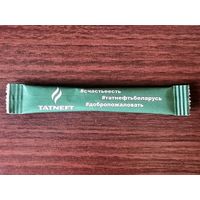 #счастьеесть
#татнефтьбеларусь
#добропожаловать
TATNEFT